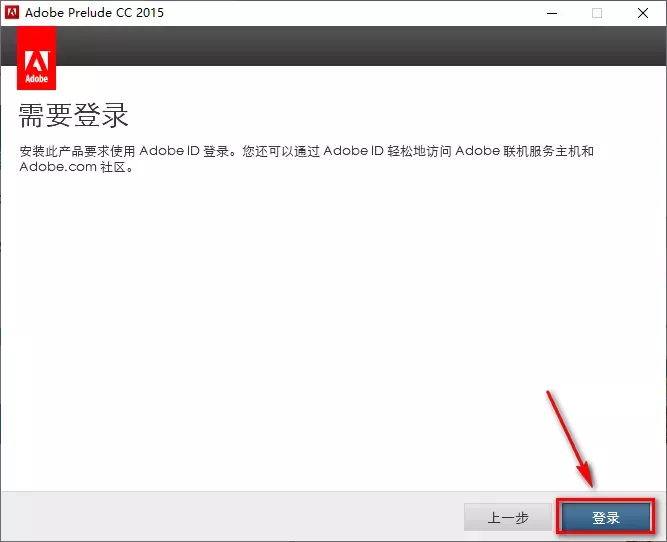 Adobe Prelude CC 2015
Adobe
需要登录
安装此产品要求使用 Adobe ID 登录。您还可以通过 Adobe ID 轻松地访问 Adobe 联机服务主机和
Adobe.com 社区。
上一步
登录